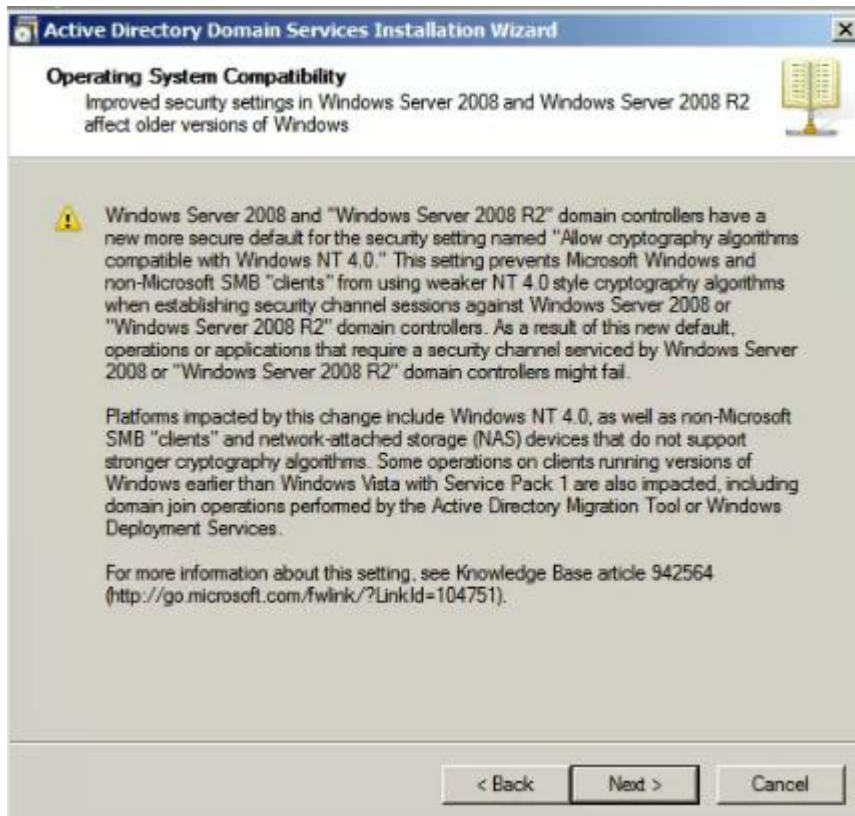 Active Directory Domain Services Installation Wizard
Operating System Compatibility
Improved security settings in Windows Server 2008 and Windows Server 2008 R2
affect older versions of Windows
Windows Server 2008 and "Windows Server 2008 R2" domain controllers have a
new more secure default for the security setting named "Allow cryptography algorithms
compatible with Windows NT 4.0." This setting prevents Microsoft Windows and
non-Microsoft SMB "clients" from using weaker NT 4.0 style cryptography algorithms
when establishing security channel sessions against Windows Server 2008 or
"Windows Server 2008 R2" domain controllers. As a result of this new default,
operations or applications that require a security channel serviced by Windows Server
2008 or "Windows Server 2008 R2" domain controllers might fail.
Platforms impacted by this change include Windows NT 4.0, as well as non-Microsoft
SMB "clients" and network-attached storage (NAS) devices that do not support
stronger cryptography algorithms. Some operations on clients running versions of
Windows earlier than Windows Vista with Service Pack 1 are also impacted, including
domain join operations performed by the Active Directory Migration Tool or Windows
Deployment Services.
For more information about this setting, see Knowledge Base article 942564
(http://go.microsoft.com/fwlink/?LinkId=104751).
< Back Next > Cancel